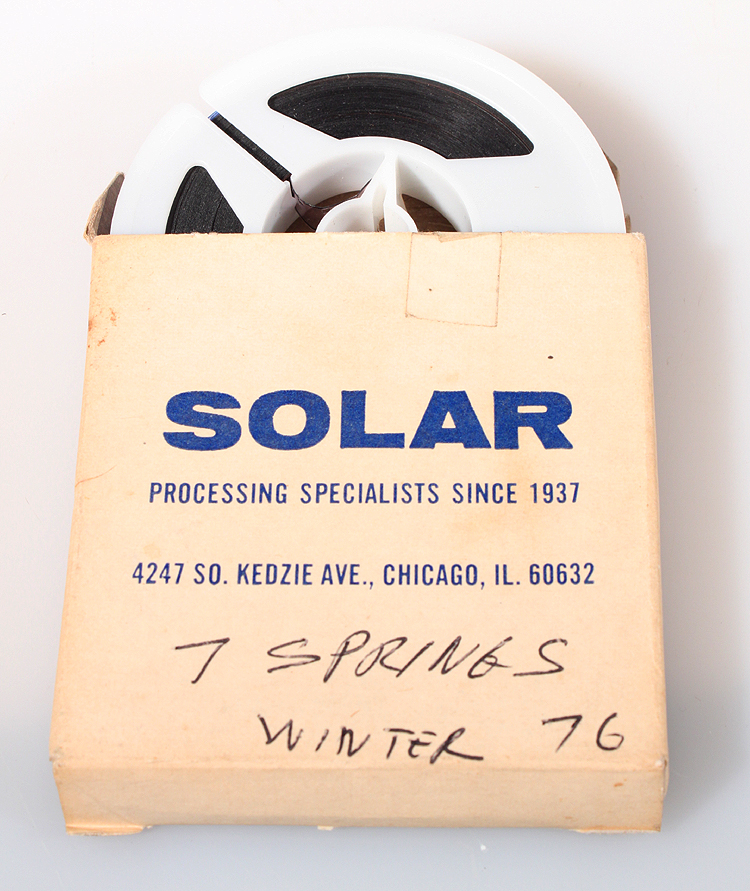 SOLAR
PROCESSING SPECIALISTS SINCE 1937
4247 SO. KEDZIE AVE., CHICAGO, IL. 60632
7 SPRINGS
WINTER 76